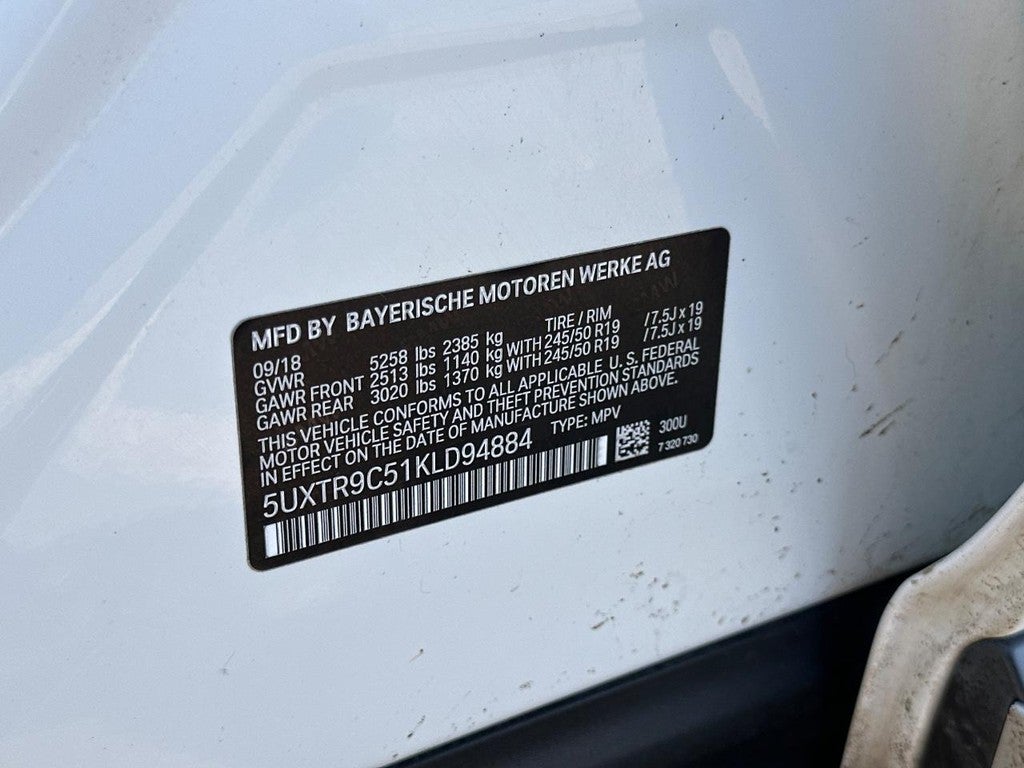 MFD BY BAYERISCHE MOTOREN WERKE AG
09/18 TIRE / RIM
GVWR 5258 lbs 2385 kg
GAWR FRONT 2513 lbs 1140 kg WITH 245/50 R19 /7.5J x 19
GAWR REAR 3020 lbs 1370 kg WITH 245/50 R19 /7.5J x 19
THIS VEHICLE CONFORMS TO ALL APPLICABLE U. S. FEDERAL
MOTOR VEHICLE SAFETY AND THEFT PREVENTION STANDARDS
IN EFFECT ON THE DATE OF MANUFACTURE SHOWN ABOVE.
5UXTR9C51KLD94884 TYPE: MPV 300U
7 320 730